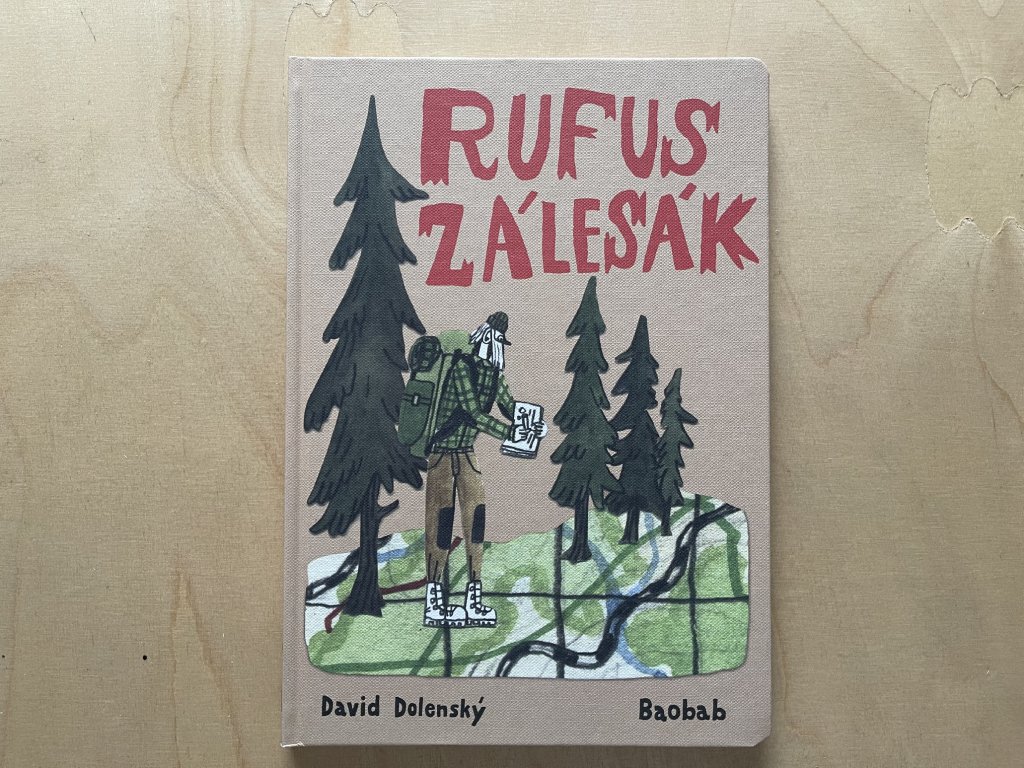 RUFUS
ZÁLESÁK
David Dolenský Baobab